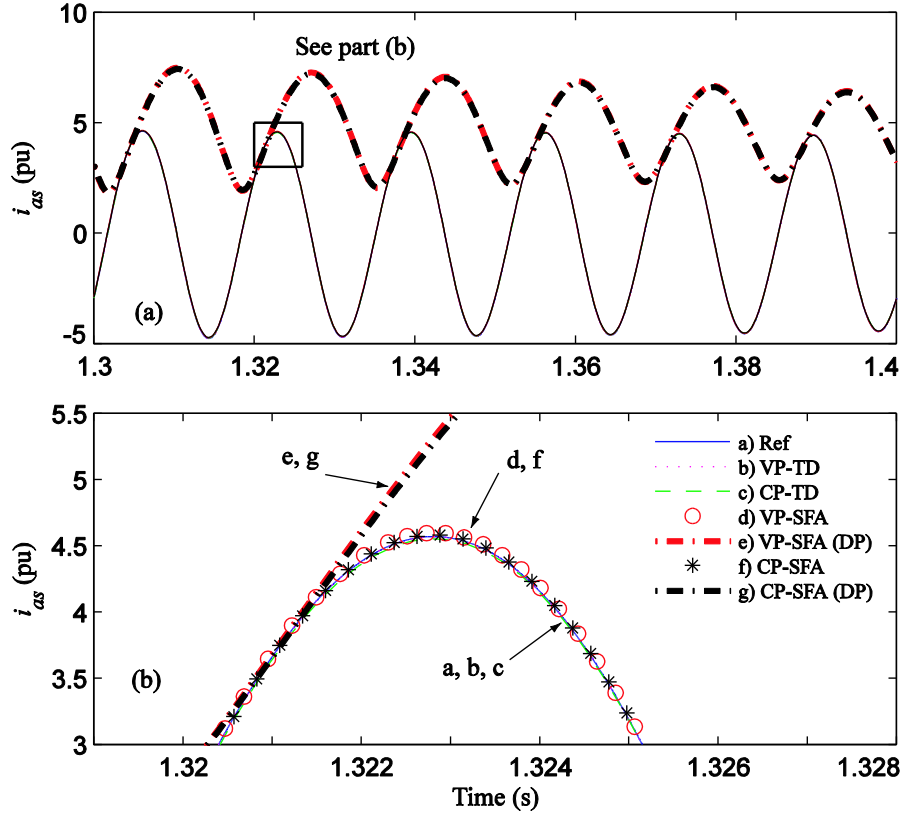 10
See part (b)
5
i_as (pu)
0
(a)
-5
1.3 1.32 1.34 1.36 1.38 1.4
5.5
e, g
d, f
a) Ref
b) VP-TD
5
c) CP-TD
d) VP-SFA
4.5
e) VP-SFA (DP)
i_as (pu)
f) CP-SFA
g) CP-SFA (DP)
4
a, b, c
3.5
(b)
3
1.32 1.322 1.324 1.326 1.328
Time (s)